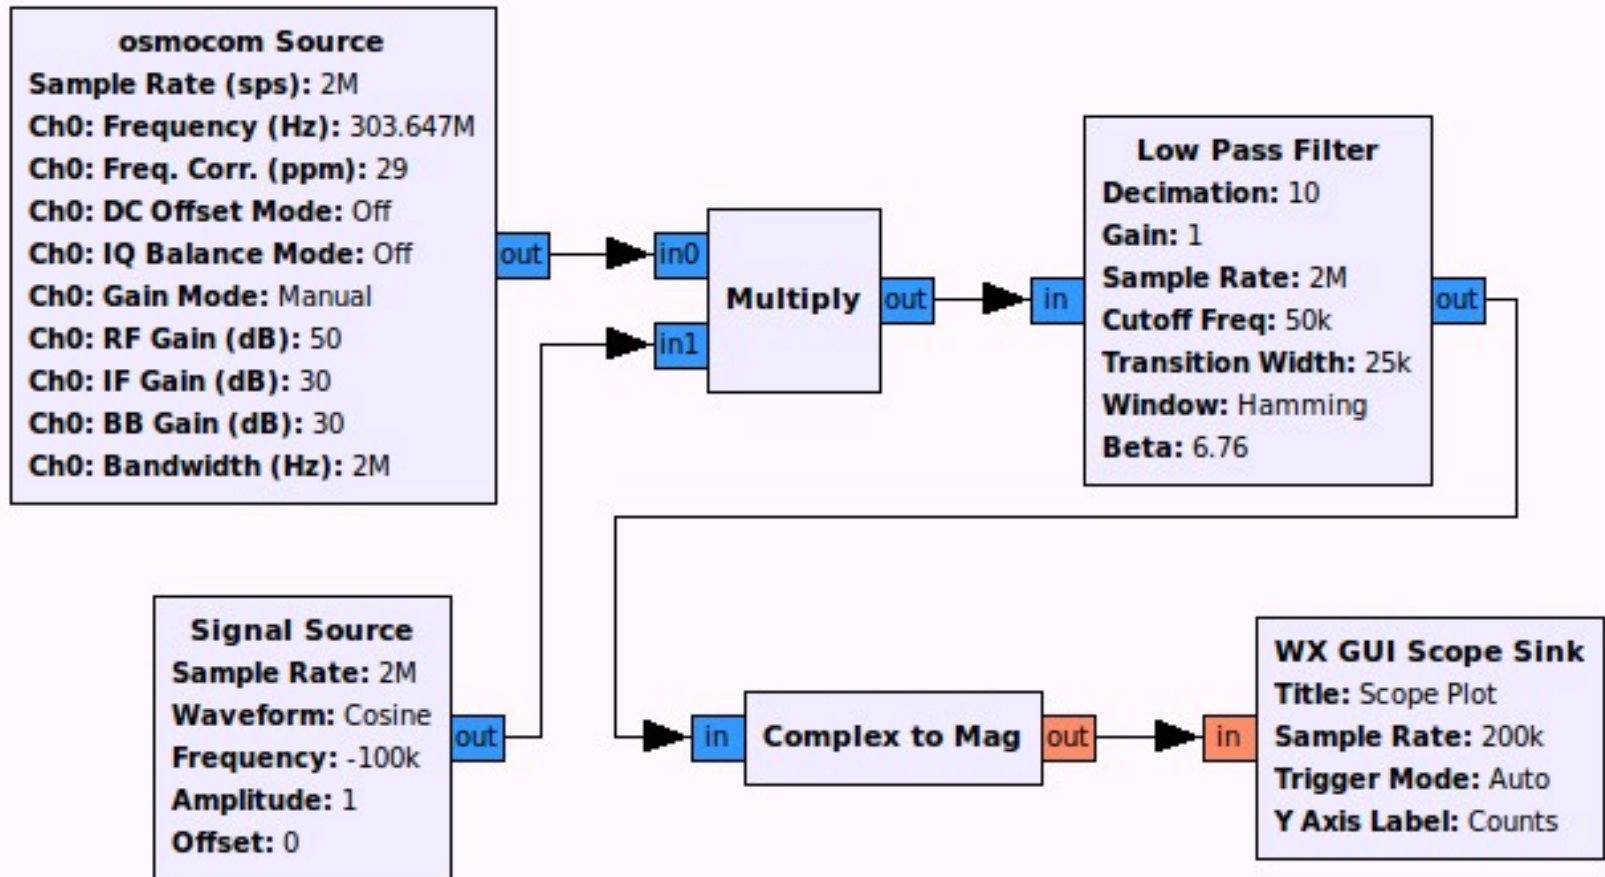 osmocom Source
Sample Rate (sps): 2M
Ch0: Frequency (Hz): 303.647M
Ch0: Freq. Corr. (ppm): 29
Ch0: DC Offset Mode: Off
Ch0: IQ Balance Mode: Off
Ch0: Gain Mode: Manual
Ch0: RF Gain (dB): 50
Ch0: IF Gain (dB): 30
Ch0: BB Gain (dB): 30
Ch0: Bandwidth (Hz): 2M
out
in0
in1
Multiply
out
in
Low Pass Filter
Decimation: 10
Gain: 1
Sample Rate: 2M
Cutoff Freq: 50k
Transition Width: 25k
Window: Hamming
Beta: 6.76
out
Signal Source
Sample Rate: 2M
Waveform: Cosine
Frequency: -100k
Amplitude: 1
Offset: 0
out
in
Complex to Mag
out
in
WX GUI Scope Sink
Title: Scope Plot
Sample Rate: 200k
Trigger Mode: Auto
Y Axis Label: Counts